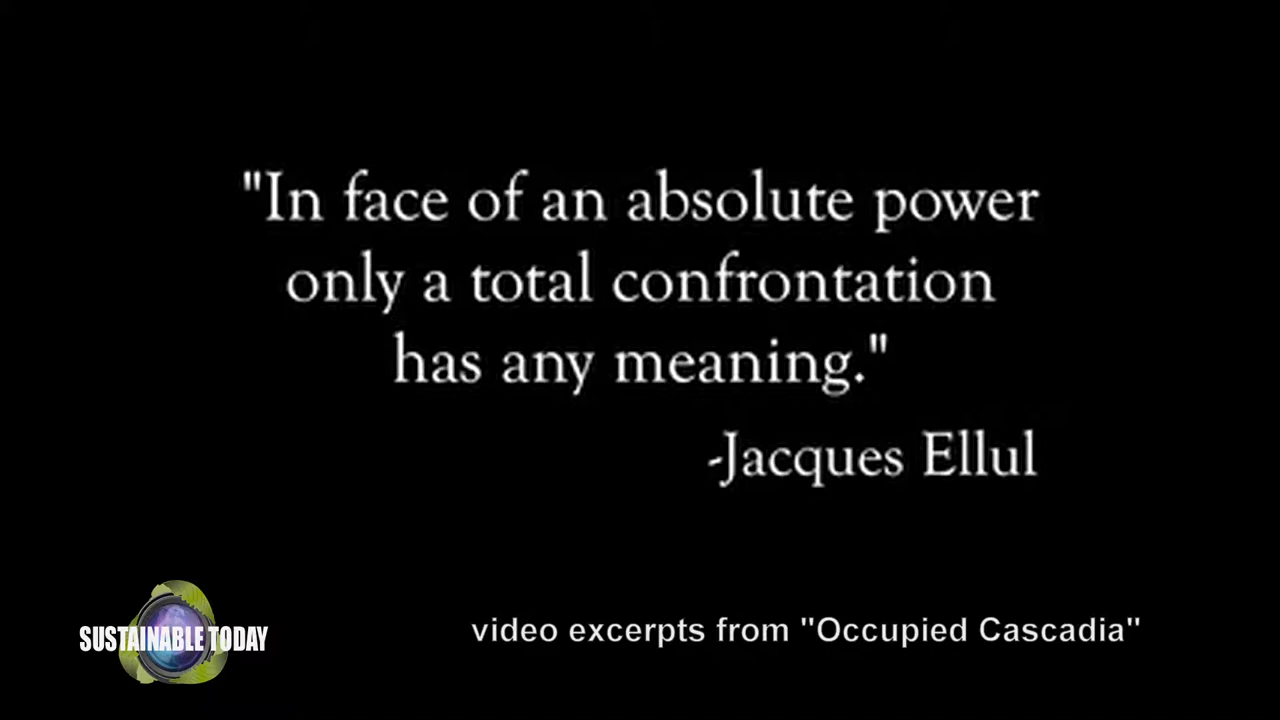 "In face of an absolute power
only a total confrontation
has any meaning."
-Jacques Ellul
SUSTAINABLE TODAY
video excerpts from "Occupied Cascadia"